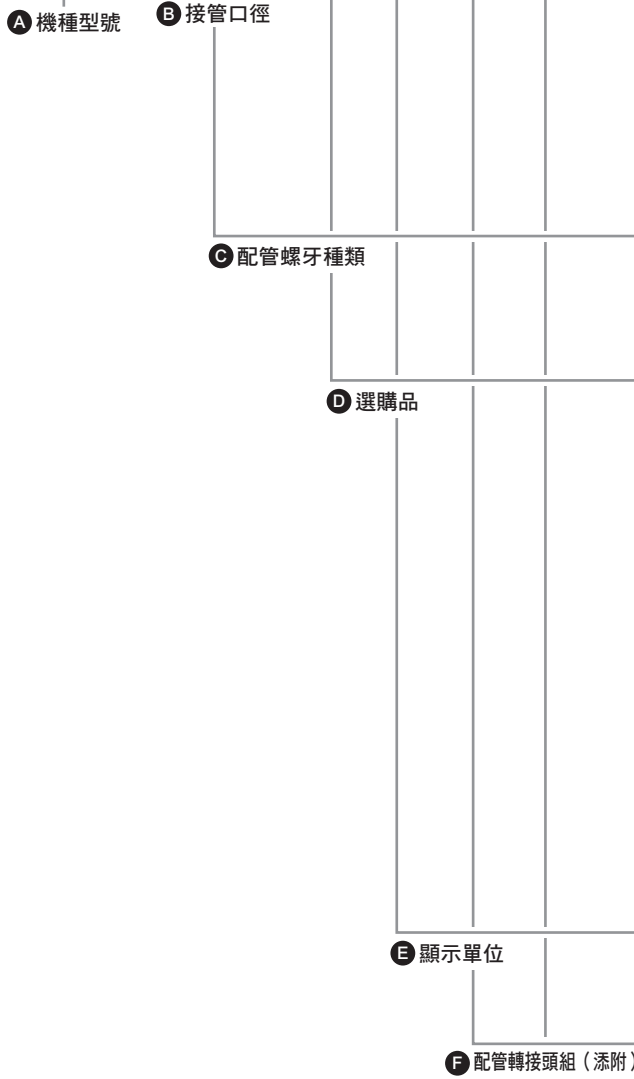 A 機種型號
B 接管口徑
C 配管螺牙種類
D 選購品
E 顯示單位
F 配管轉接頭組（添附）